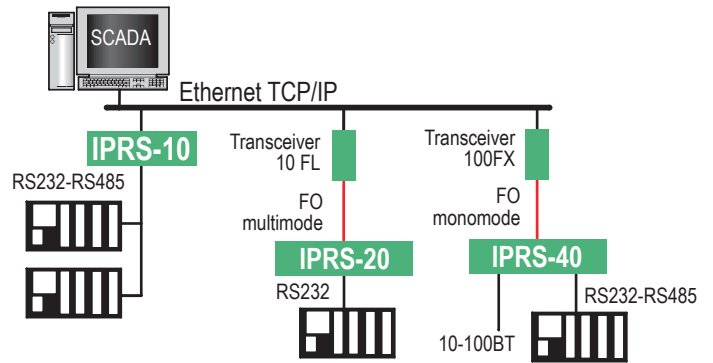 SCADA
Ethernet TCP/IP
IPRS-10
RS232-RS485
Transceiver
10 FL
FO
multimode
IPRS-20
RS232
Transceiver
100FX
FO
monomode
IPRS-40
10-100BT
RS232-RS485